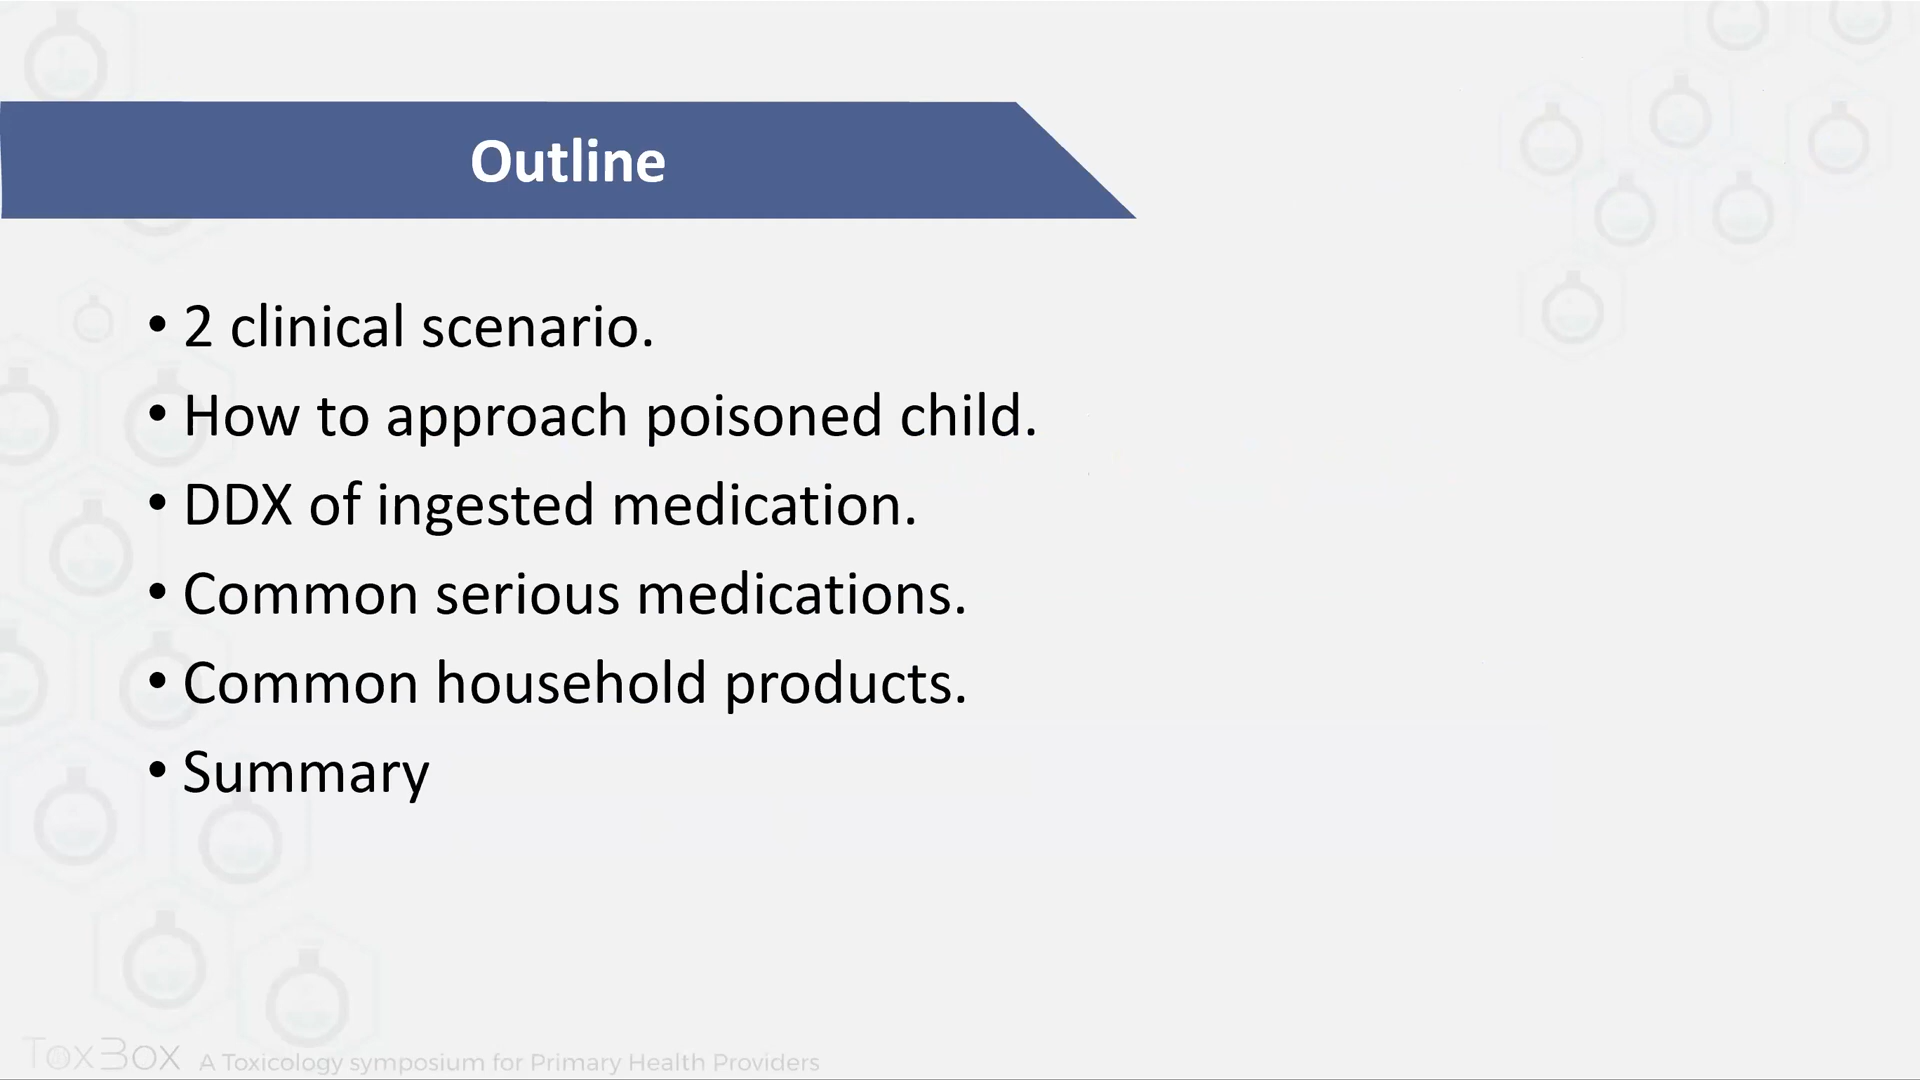 Outline
• 2 clinical scenario.
• How to approach poisoned child.
• DDX of ingested medication.
• Common serious medications.
• Common household products.
• Summary
ToxBox A Toxicology symposium for Primary Health Providers